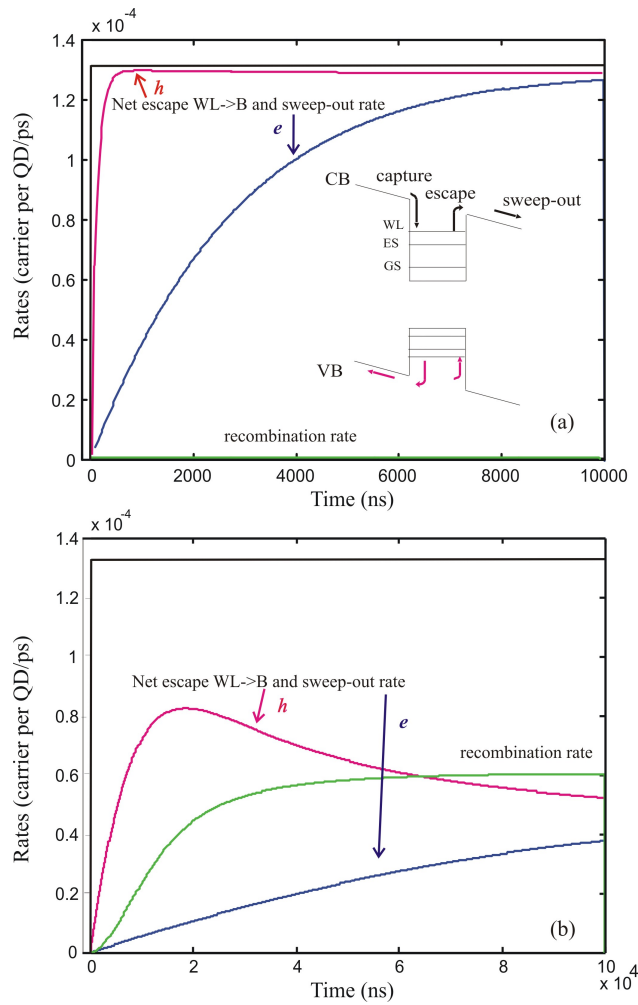 x 10-4
1.4
1.2
1
0.8
0.6
0.4
0.2
0
Rates (carrier per QD/ps)
h
Net escape WL->B and sweep-out rate
e
capture
CB
escape
sweep-out
WL
ES
GS
VB
recombination rate
(a)
0 2000 4000 6000 8000 10000
Time (ns)
x 10-4
1.4
1.2
1
0.8
0.6
0.4
0.2
0
Rates (carrier per QD/ps)
Net escape WL->B and sweep-out rate
h
e
recombination rate
(b)
0 2 4 6 8 10
x 104
Time (ns)